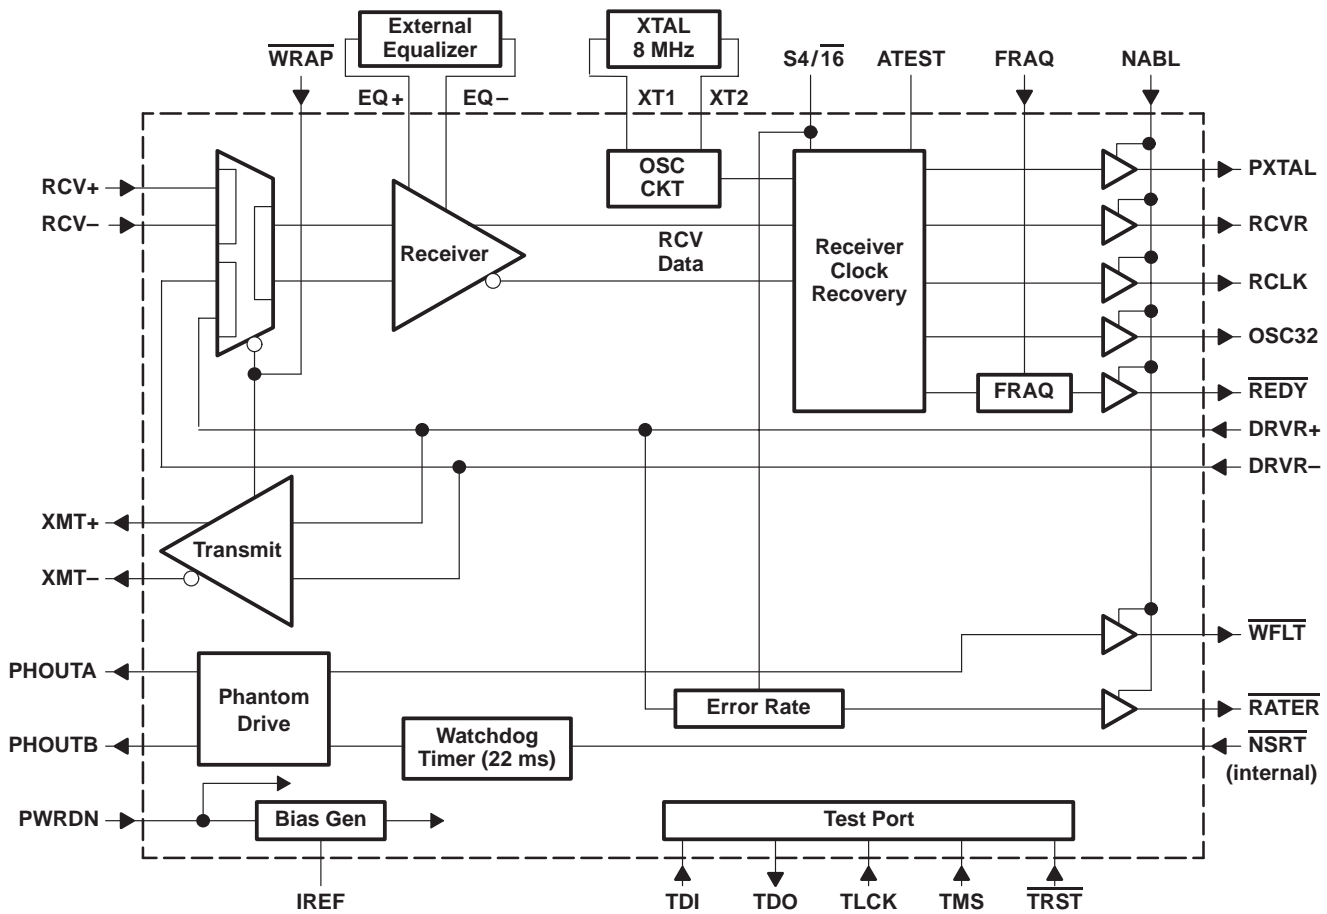 External
Equalizer
XTAL
8 MHz
WRAP
S4/16
ATEST
FRAQ
NABL
EQ+
EQ–
XT1
XT2
OSC
CKT
RCV+
RCV–
Receiver
RCV
Data
Receiver
Clock
Recovery
PXTAL
RCVR
RCLK
OSC32
FRAQ
REDY
DRVR+
DRVR–
XMT+
XMT–
Transmit
WFLT
PHOUTA
Phantom
Drive
Error Rate
RATER
PHOUTB
Watchdog
Timer (22 ms)
NSRT
(internal)
PWRDN
Bias Gen
Test Port
IREF
TDI
TDO
TLCK
TMS
TRST